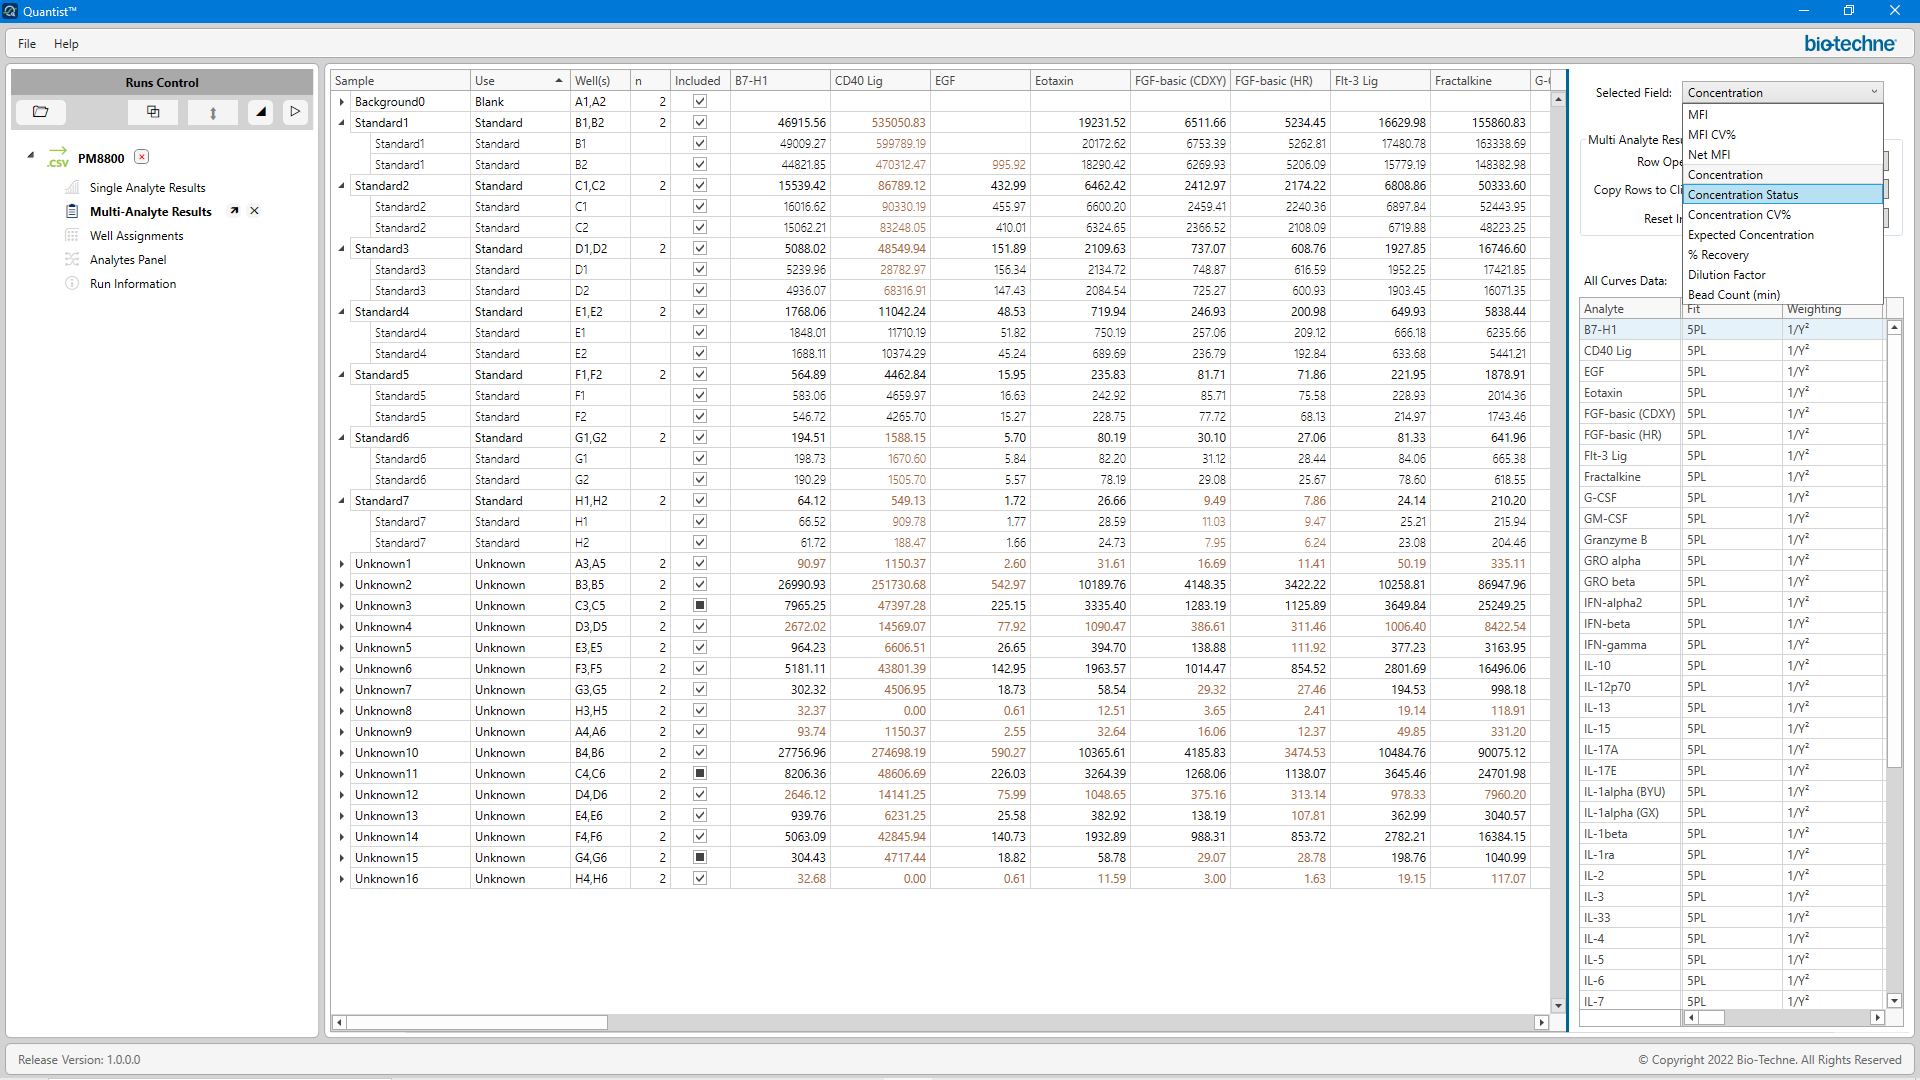 Quantist™
File Help
bio-techne
Runs Control
.CSV PM8800
Single Analyte Results
Multi-Analyte Results
Well Assignments
Analytes Panel
Run Information
Sample Use Well(s) n Included B7-H1 CD40 Lig EGF Eotaxin FGF-basic (CDXY) FGF-basic (HR) Flt-3 Lig Fractalkine
Background0 Blank A1,A2 2
Standard1 Standard B1,B2 2 46915.56 535050.83 19231.52 6511.66 5234.45 16629.98 155860.83
Standard1 Standard B1 49009.27 599789.19 20172.62 6753.39 5262.81 17480.78 163338.69
Standard1 Standard B2 44821.85 470312.47 995.92 18290.42 6269.93 5206.09 15779.19 148382.98
Standard2 Standard C1,C2 2 15539.42 86789.12 432.99 6462.42 2412.97 2174.22 6808.86 50333.60
Standard2 Standard C1 16016.62 90330.19 455.97 6600.20 2459.41 2240.36 6897.84 52443.95
Standard2 Standard C2 15062.21 83248.05 410.01 6324.65 2366.52 2108.09 6719.88 48223.25
Standard3 Standard D1,D2 2 5088.02 48549.94 151.89 2109.63 737.07 608.76 1927.85 16746.60
Standard3 Standard D1 5239.96 28782.97 156.34 2134.72 748.87 616.59 1952.25 17421.85
Standard3 Standard D2 4936.07 68316.91 147.43 2084.54 725.27 600.93 1903.45 16071.35
Standard4 Standard E1,E2 2 1768.06 11042.24 48.53 719.94 246.93 200.98 649.93 5838.44
Standard4 Standard E1 1848.01 11710.19 51.82 750.19 257.06 209.12 666.18 6235.66
Standard4 Standard E2 1688.11 10374.29 45.24 689.69 236.79 192.84 633.68 5441.21
Standard5 Standard F1,F2 2 564.89 4462.84 15.95 235.83 81.71 71.86 221.95 1878.91
Standard5 Standard F1 583.06 4659.97 16.63 242.92 85.71 75.58 228.93 2014.36
Standard5 Standard F2 546.72 4265.70 15.27 228.75 77.72 68.13 214.97 1743.46
Standard6 Standard G1,G2 2 194.51 1588.15 5.70 80.19 30.10 27.06 81.33 641.96
Standard6 Standard G1 198.73 1670.60 5.84 82.20 31.12 28.44 84.06 665.38
Standard6 Standard G2 190.29 1505.70 5.57 78.19 29.08 25.67 78.60 618.55
Standard7 Standard H1,H2 2 64.12 549.13 1.72 26.66 9.49 7.86 24.14 210.20
Standard7 Standard H1 66.52 909.78 1.77 28.59 11.03 9.47 25.21 215.94
Standard7 Standard H2 61.72 188.47 1.66 24.73 7.95 6.24 23.08 204.46
Unknown1 Unknown A3,A5 2 90.97 1150.37 2.60 31.61 16.69 11.41 50.19 335.11
Unknown2 Unknown B3,B5 2 26990.93 251730.68 542.97 10189.76 4148.35 3422.22 10258.81 86947.96
Unknown3 Unknown C3,C5 2 7965.25 47397.28 225.15 3335.40 1283.19 1125.89 3649.84 25249.25
Unknown4 Unknown D3,D5 2 2672.02 14569.07 77.92 1090.47 386.61 311.46 1006.40 8422.54
Unknown5 Unknown E3,E5 2 964.23 6606.51 26.65 394.70 138.88 111.92 377.23 3163.95
Unknown6 Unknown F3,F5 2 5181.11 43801.39 142.95 1963.57 1014.47 854.52 2801.69 16496.06
Unknown7 Unknown G3,G5 2 302.32 4506.95 18.73 58.54 29.32 27.46 194.53 998.18
Unknown8 Unknown H3,H5 2 32.37 0.00 0.61 12.51 3.65 2.41 19.14 118.91
Unknown9 Unknown A4,A6 2 93.74 1150.37 2.55 32.64 16.06 12.37 49.85 331.20
Unknown10 Unknown B4,B6 2 27756.96 274698.19 590.27 10365.61 4185.83 3474.53 10484.76 90075.12
Unknown11 Unknown C4,C6 2 8206.36 48606.69 226.03 3264.39 1268.06 1138.07 3645.46 24701.98
Unknown12 Unknown D4,D6 2 2646.12 14141.25 75.99 1048.65 375.16 313.14 978.33 7960.20
Unknown13 Unknown E4,E6 2 939.76 6231.25 25.58 382.92 138.19 107.81 362.99 3040.57
Unknown14 Unknown F4,F6 2 5063.09 42845.94 140.73 1932.89 988.31 853.72 2782.21 16384.15
Unknown15 Unknown G4,G6 2 304.43 4717.44 18.82 58.78 29.07 28.78 198.76 1040.99
Unknown16 Unknown H4,H6 2 32.68 0.00 0.61 11.59 3.00 1.63 19.15 117.07
Selected Field: Concentration
MFI
MFI CV%
Net MFI
Concentration
Concentration Status
Concentration CV%
Expected Concentration
% Recovery
Dilution Factor
Bead Count (min)
Multi Analyte Resu
Row Ope
Copy Rows to Cli
Reset In
All Curves Data:
Analyte Fit Weighting
B7-H1 5PL 1/Y²
CD40 Lig 5PL 1/Y²
EGF 5PL 1/Y²
Eotaxin 5PL 1/Y²
FGF-basic (CDXY) 5PL 1/Y²
FGF-basic (HR) 5PL 1/Y²
Flt-3 Lig 5PL 1/Y²
Fractalkine 5PL 1/Y²
G-CSF 5PL 1/Y²
GM-CSF 5PL 1/Y²
Granzyme B 5PL 1/Y²
GRO alpha 5PL 1/Y²
GRO beta 5PL 1/Y²
IFN-alpha2 5PL 1/Y²
IFN-beta 5PL 1/Y²
IFN-gamma 5PL 1/Y²
IL-10 5PL 1/Y²
IL-12p70 5PL 1/Y²
IL-13 5PL 1/Y²
IL-15 5PL 1/Y²
IL-17A 5PL 1/Y²
IL-17E 5PL 1/Y²
IL-1alpha (BYU) 5PL 1/Y²
IL-1alpha (GX) 5PL 1/Y²
IL-1beta 5PL 1/Y²
IL-1ra 5PL 1/Y²
IL-2 5PL 1/Y²
IL-3 5PL 1/Y²
IL-33 5PL 1/Y²
IL-4 5PL 1/Y²
IL-5 5PL 1/Y²
IL-6 5PL 1/Y²
IL-7 5PL 1/Y²
Release Version: 1.0.0.0
© Copyright 2022 Bio-Techne. All Rights Reserved